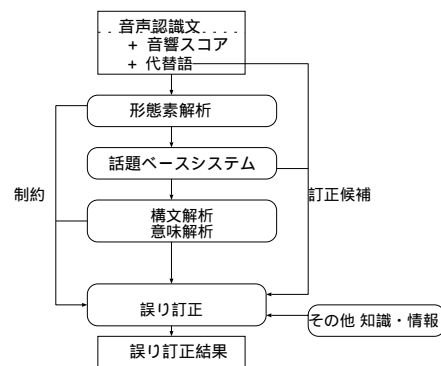 音声認識文
+ 音響スコア
+ 代替語
形態素解析
話題ベースシステム
制約
訂正候補
構文解析
意味解析
誤り訂正
その他 知識・情報
誤り訂正結果